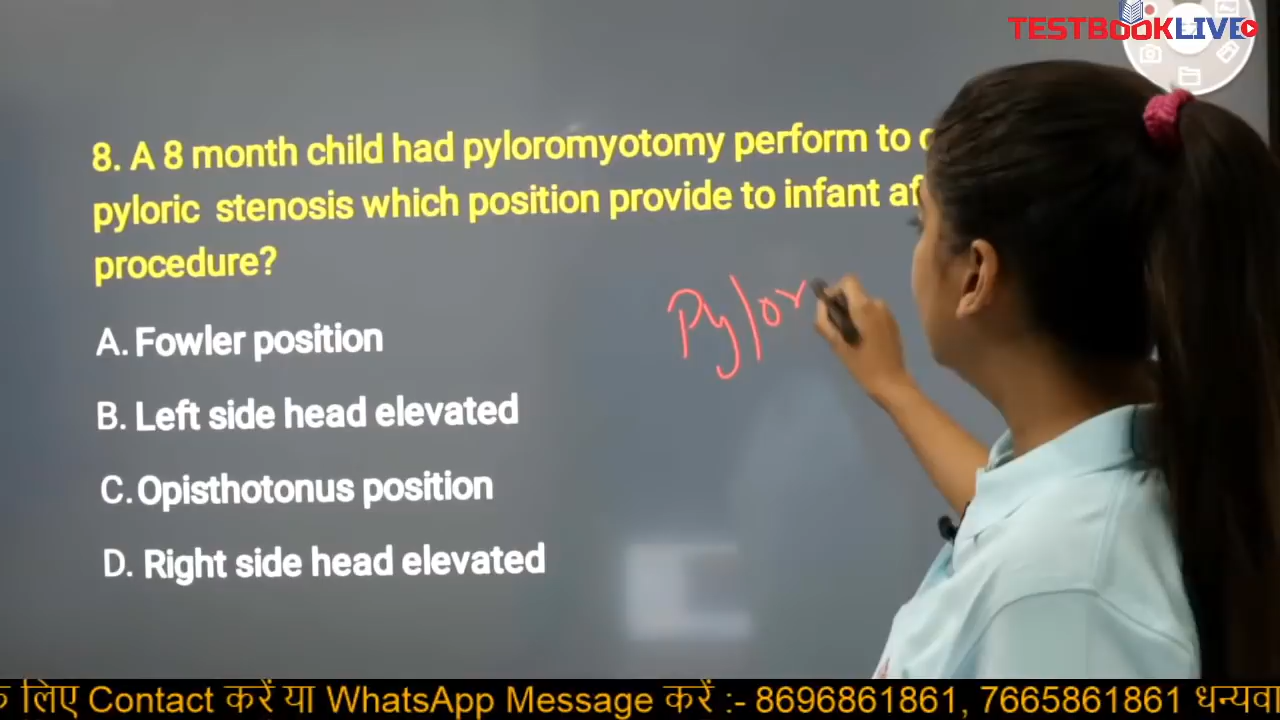 TESTBOOKLIVE
8. A 8 month child had pyloromyotomy perform to
pyloric stenosis which position provide to infant
procedure?
Pylor
A. Fowler position
B. Left side head elevated
C. Opisthotonus position
D. Right side head elevated
लिए Contact करें या WhatsApp Message करें :- 8696861861, 7665861861